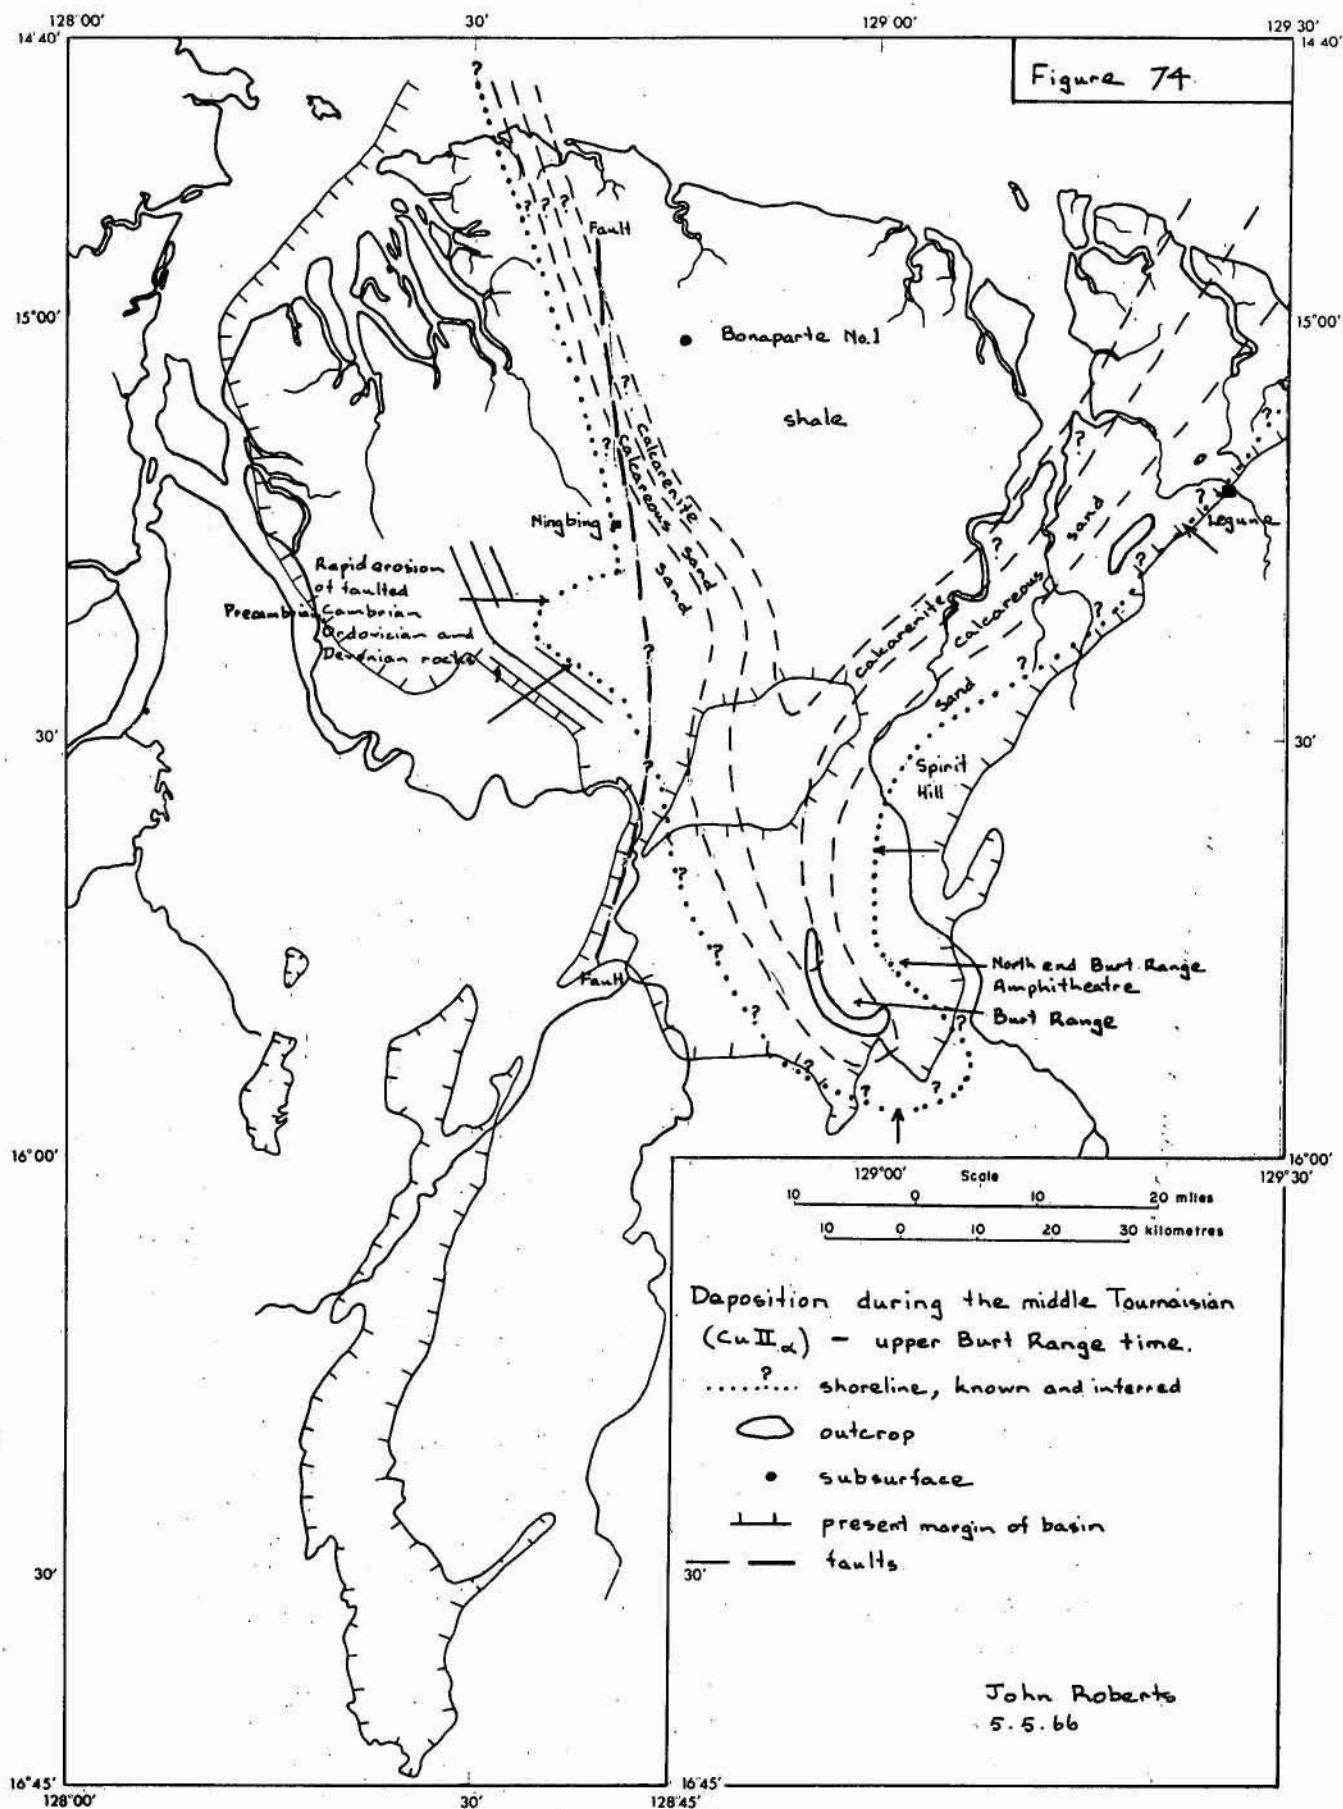 128°00'
30'
129°00'
129 30'
14°40'
14 40'
Figure 74
Fault
15°00'
15°00'
Bonaparte No.1
shale
calcarenite
calcareous sand
sand
Ningbing
Legune
sand
calcareous
calcarenite
sand
Rapid erosion
of faulted
Precambrian, Cambrian
Ordovician and
Devonian rocks
30'
30'
Spirit
Hill
North end Burt Range
Amphitheatre
Burt Range
Fault
16°00'
16°00'
129°00'
129°30'
Scale
10 0 10 20 miles
10 0 10 20 30 kilometres
Deposition during the middle Tournaisian
(CuIIα) – upper Burt Range time.
? shoreline, known and inferred
outcrop
subsurface
present margin of basin
faults
30'
30'
John Roberts
5.5.66
16°45'
16°45'
128°00'
30'
128°45'